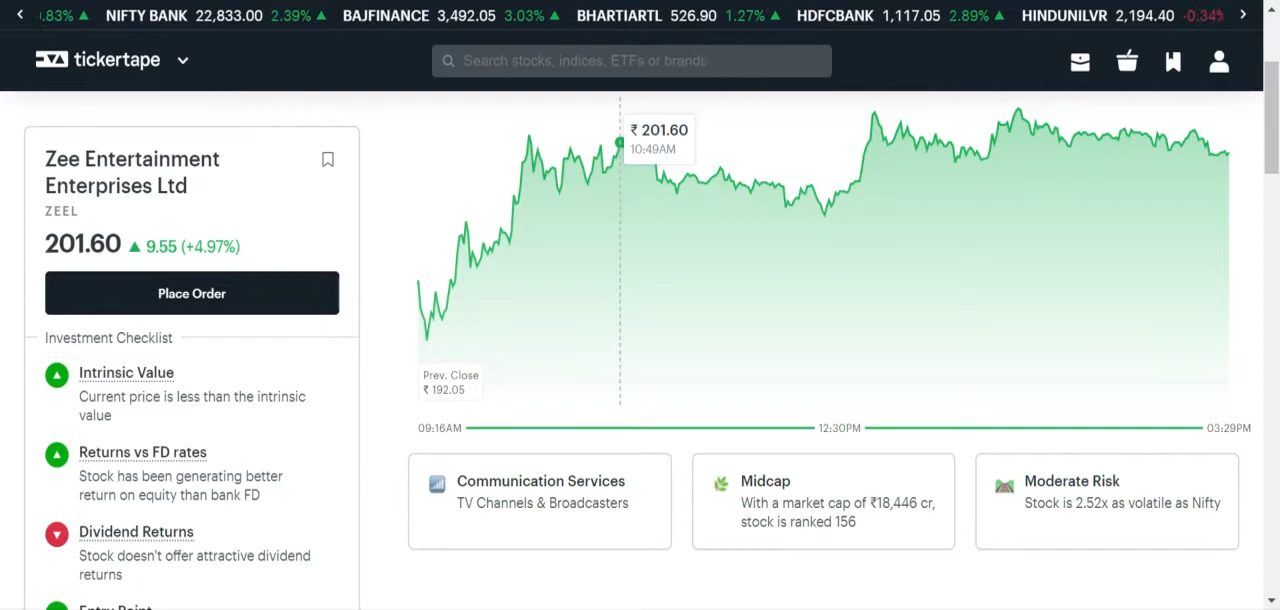 .83% ▲ NIFTY BANK 22,833.00 2.39% ▲ BAJFINANCE 3,492.05 3.03% ▲ BHARTIARTL 526.90 1.27% ▲ HDFCBANK 1,117.05 2.89% ▲ HINDUNILVR 2,194.40 -0.34%
tickertape
Search stocks, indices, ETFs or brands
Zee Entertainment
Enterprises Ltd
ZEEL
201.60 ▲ 9.55 (+4.97%)
Place Order
Investment Checklist
Intrinsic Value
Current price is less than the intrinsic
value
Returns vs FD rates
Stock has been generating better
return on equity than bank FD
Dividend Returns
Stock doesn't offer attractive dividend
returns
Entry Point
₹ 201.60
10:49AM
Prev. Close
₹ 192.05
09:16AM 12:30PM 03:29PM
Communication Services
TV Channels & Broadcasters
Midcap
With a market cap of ₹18,446 cr,
stock is ranked 156
Moderate Risk
Stock is 2.52x as volatile as Nifty